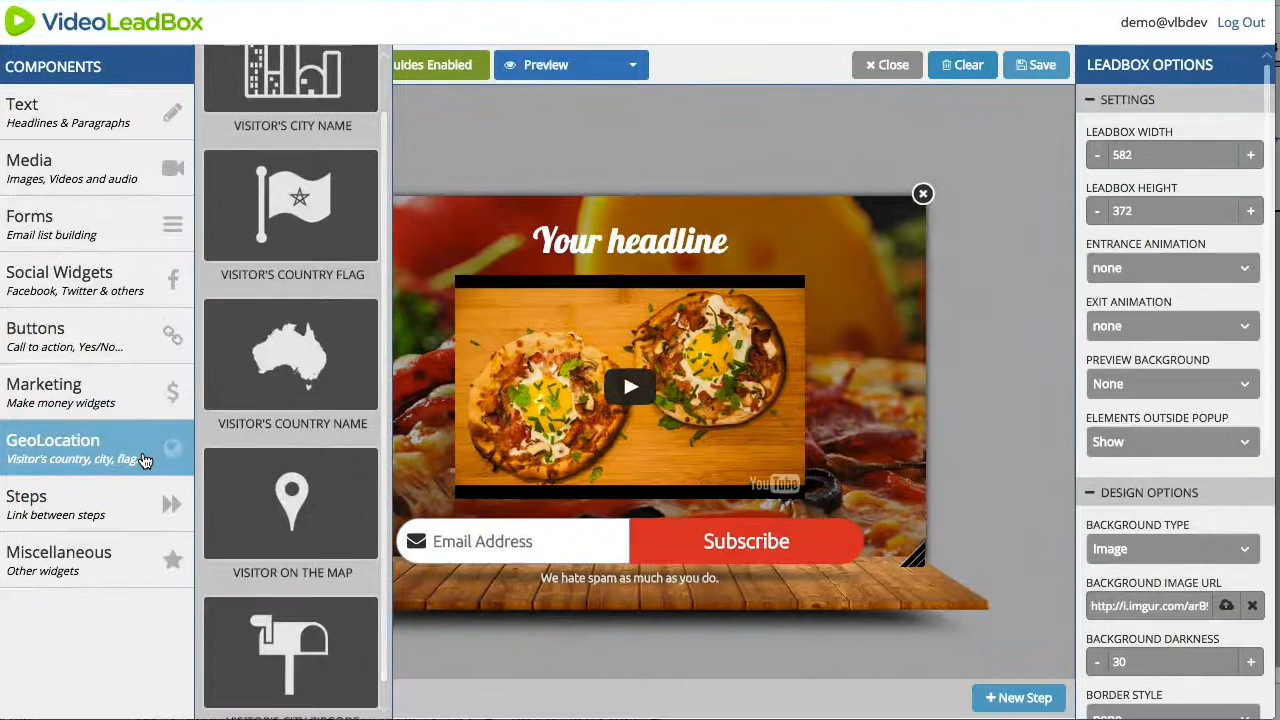 VideoLeadBox
demo@vlbdev Log Out
COMPONENTS
Text
Headlines & Paragraphs
Media
Images, Videos and audio
Forms
Email list building
Social Widgets
Facebook, Twitter & others
Buttons
Call to action, Yes/No...
Marketing
Make money widgets
GeoLocation
Visitor's country, city, flag
Steps
Link between steps
Miscellaneous
Other widgets
VISITOR'S CITY NAME
VISITOR'S COUNTRY FLAG
VISITOR'S COUNTRY NAME
VISITOR ON THE MAP
VISITOR'S CITY ZIPCODE
uides Enabled
Preview
Close
Clear
Save
Your headline
YouTube
Email Address
Subscribe
We hate spam as much as you do.
+ New Step
LEADBOX OPTIONS
SETTINGS
LEADBOX WIDTH
- 582 +
LEADBOX HEIGHT
- 372 +
ENTRANCE ANIMATION
none
EXIT ANIMATION
none
PREVIEW BACKGROUND
None
ELEMENTS OUTSIDE POPUP
Show
DESIGN OPTIONS
BACKGROUND TYPE
Image
BACKGROUND IMAGE URL
http://i.imgur.com/arB
BACKGROUND DARKNESS
- 30 +
BORDER STYLE
none